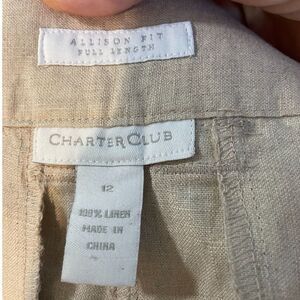 ALLISON FIT
FULL LENGTH
CHARTER CLUB
12
100% LINEN
MADE IN
CHINA